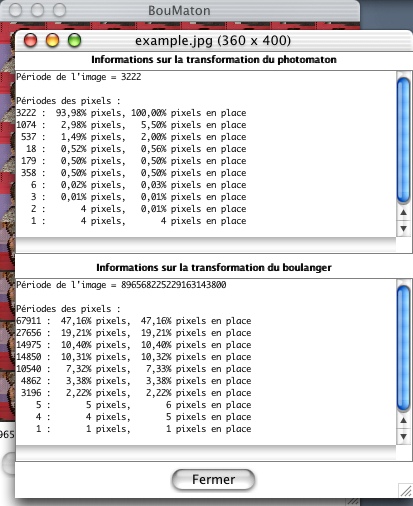 BouMaton
example.jpg (360 x 400)
Informations sur la transformation du photomaton
Période de l'image = 3222
Périodes des pixels :
3222 : 93,98% pixels, 100,00% pixels en place
1074 : 2,98% pixels, 5,50% pixels en place
537 : 1,49% pixels, 2,00% pixels en place
18 : 0,52% pixels, 0,56% pixels en place
179 : 0,50% pixels, 0,50% pixels en place
358 : 0,50% pixels, 0,50% pixels en place
6 : 0,02% pixels, 0,03% pixels en place
3 : 0,01% pixels, 0,01% pixels en place
2 : 4 pixels, 0,01% pixels en place
1 : 4 pixels, 4 pixels en place
Informations sur la transformation du boulanger
Période de l'image = 896568225229163143800
Périodes des pixels :
67911 : 47,16% pixels, 47,16% pixels en place
27656 : 19,21% pixels, 19,21% pixels en place
14975 : 10,40% pixels, 10,40% pixels en place
14850 : 10,31% pixels, 10,32% pixels en place
10540 : 7,32% pixels, 7,33% pixels en place
4862 : 3,38% pixels, 3,38% pixels en place
3196 : 2,22% pixels, 2,22% pixels en place
5 : 5 pixels, 6 pixels en place
4 : 4 pixels, 5 pixels en place
1 : 1 pixels, 1 pixels en place
965
Fermer